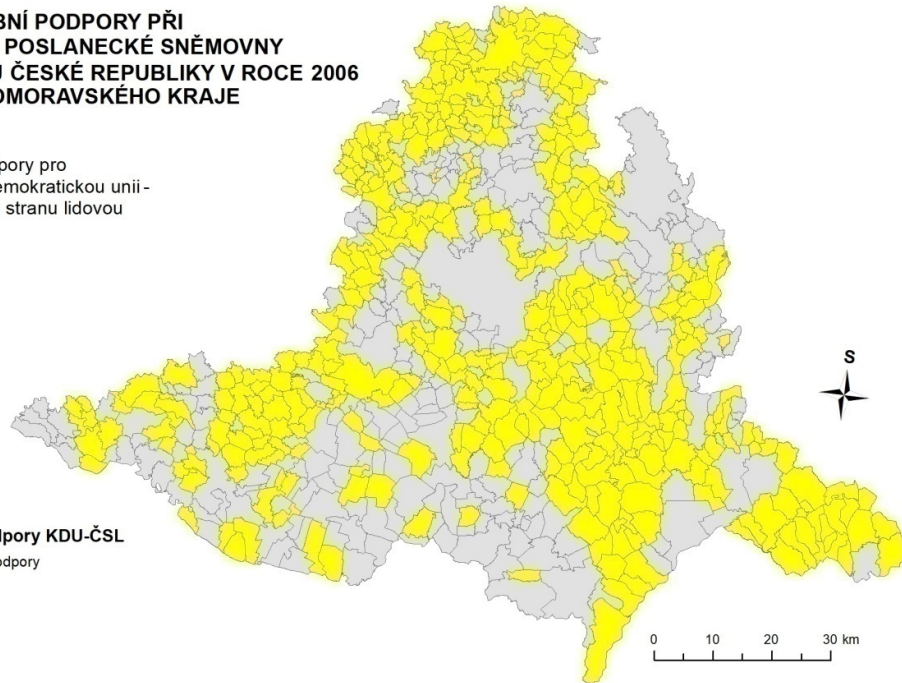 BNÍ PODPORY PŘI
POSLANECKÉ SNĚMOVNY
U ČESKÉ REPUBLIKY V ROCE 2006
OMORAVSKÉHO KRAJE
pory pro
emokratickou unii -
stranu lidovou
S
dpory KDU-ČSL
odpory
0 10 20 30 km